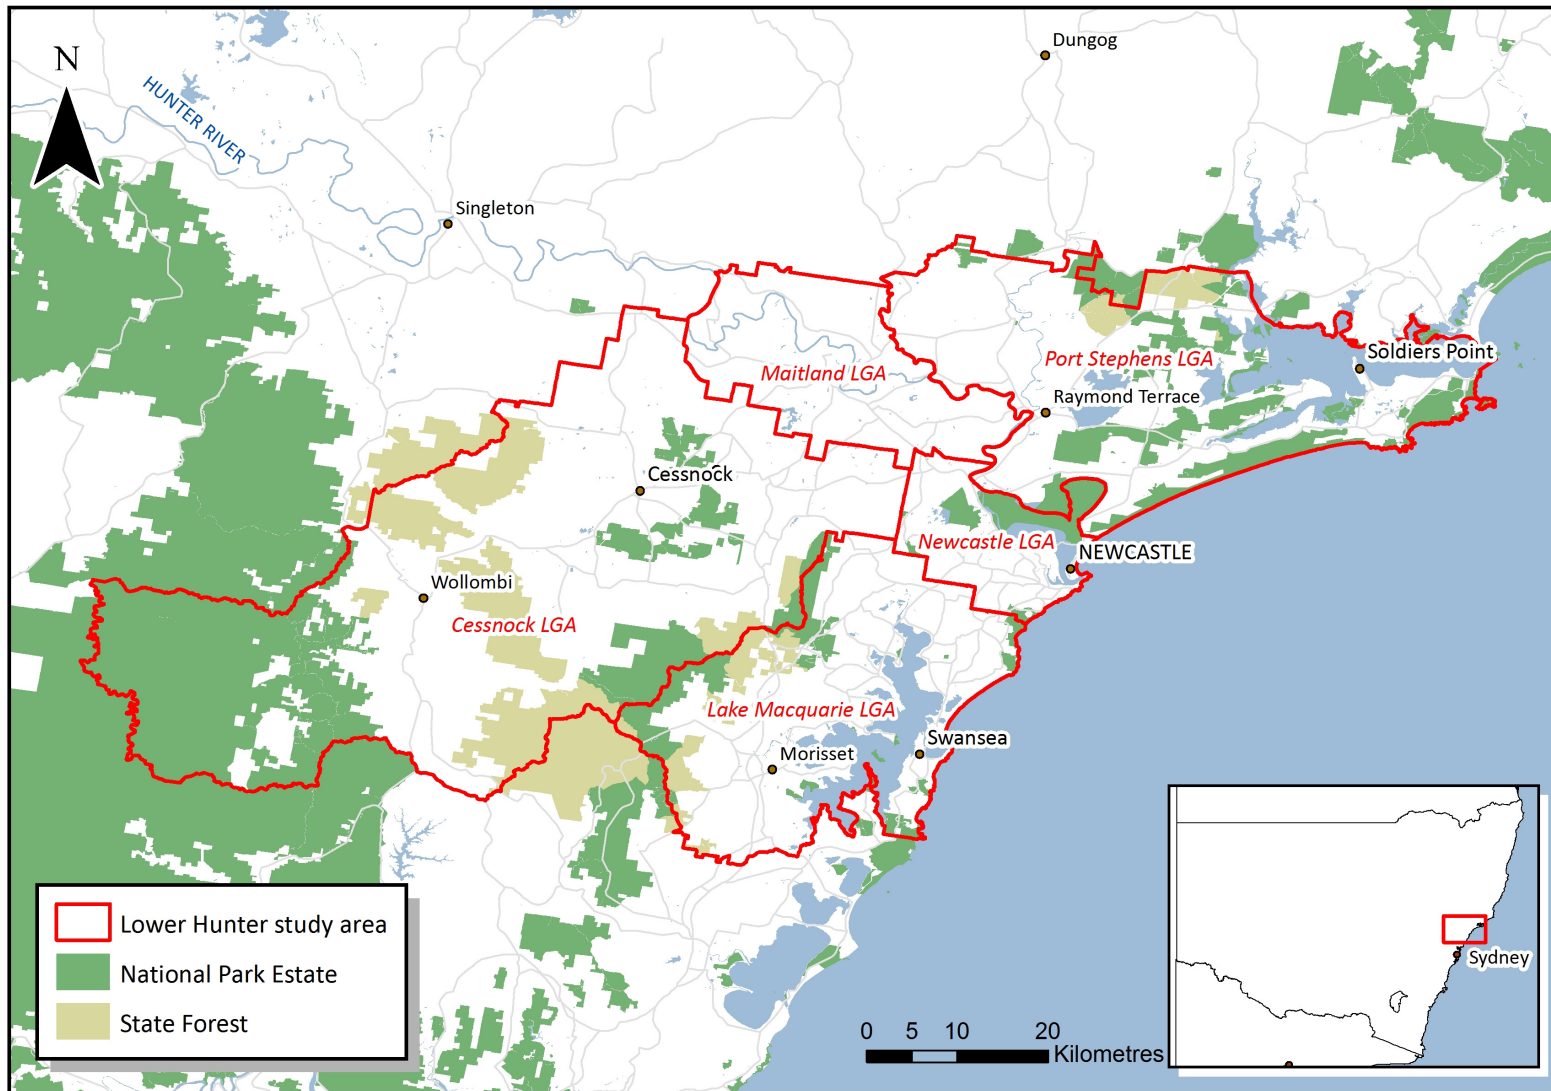 N
Dungog
HUNTER RIVER
Singleton
Maitland LGA
Port Stephens LGA
Soldiers Point
Raymond Terrace
Cessnock
Newcastle LGA
NEWCASTLE
Wollombi
Cessnock LGA
Lake Macquarie LGA
Swansea
Morisset
Lower Hunter study area
National Park Estate
State Forest
0 5 10 20
Kilometres
Sydney